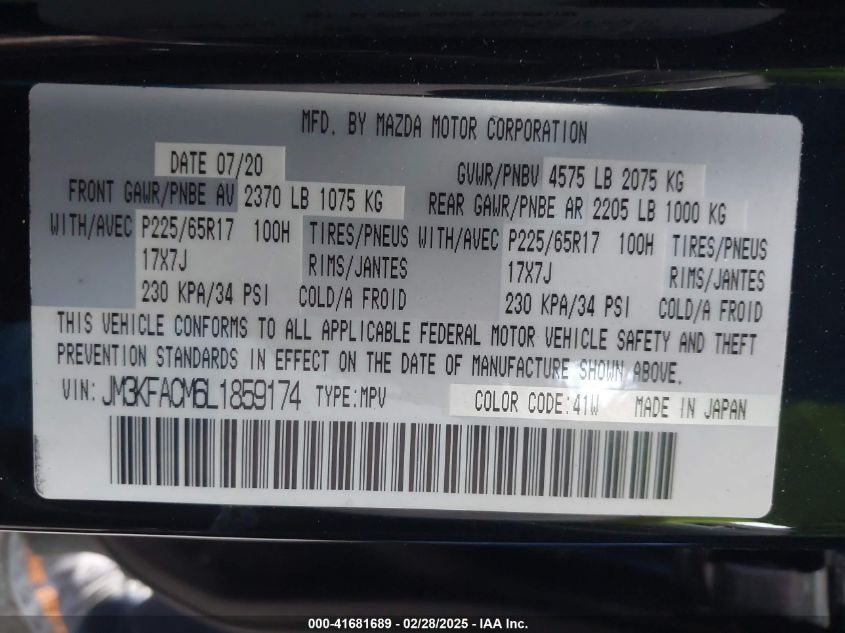 MFD. BY MAZDA MOTOR CORPORATION
DATE 07/20 GVWR/PNBV 4575 LB 2075 KG
FRONT GAWR/PNBE AV 2370 LB 1075 KG REAR GAWR/PNBE AR 2205 LB 1000 KG
WITH/AVEC P225/65R17 100H TIRES/PNEUS WITH/AVEC P225/65R17 100H TIRES/PNEUS
17X7J RIMS/JANTES 17X7J RIMS/JANTES
230 KPA/34 PSI COLD/A FROID 230 KPA/34 PSI COLD/A FROID
THIS VEHICLE CONFORMS TO ALL APPLICABLE FEDERAL MOTOR VEHICLE SAFETY AND THEFT
PREVENTION STANDARDS IN EFFECT ON THE DATE OF MANUFACTURE SHOWN ABOVE.
VIN: JM3KFACM6L1859174 TYPE:MPV COLOR CODE:41W MADE IN JAPAN
000-41681689 - 02/28/2025 - IAA Inc.